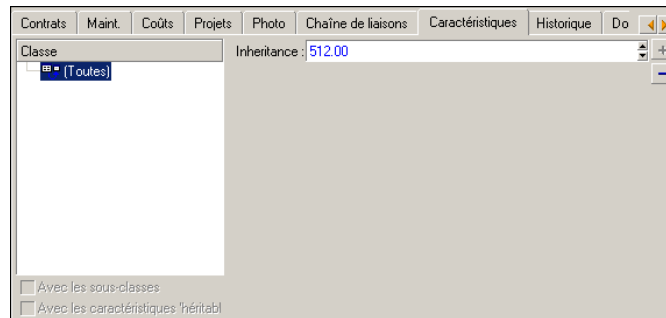 Contrats Maint. Coûts Projets Photo Chaîne de liaisons Caractéristiques Historique Do
Classe Inheritance : 512.00
(Toutes)
Avec les sous-classes
Avec les caractéristiques 'héritabl